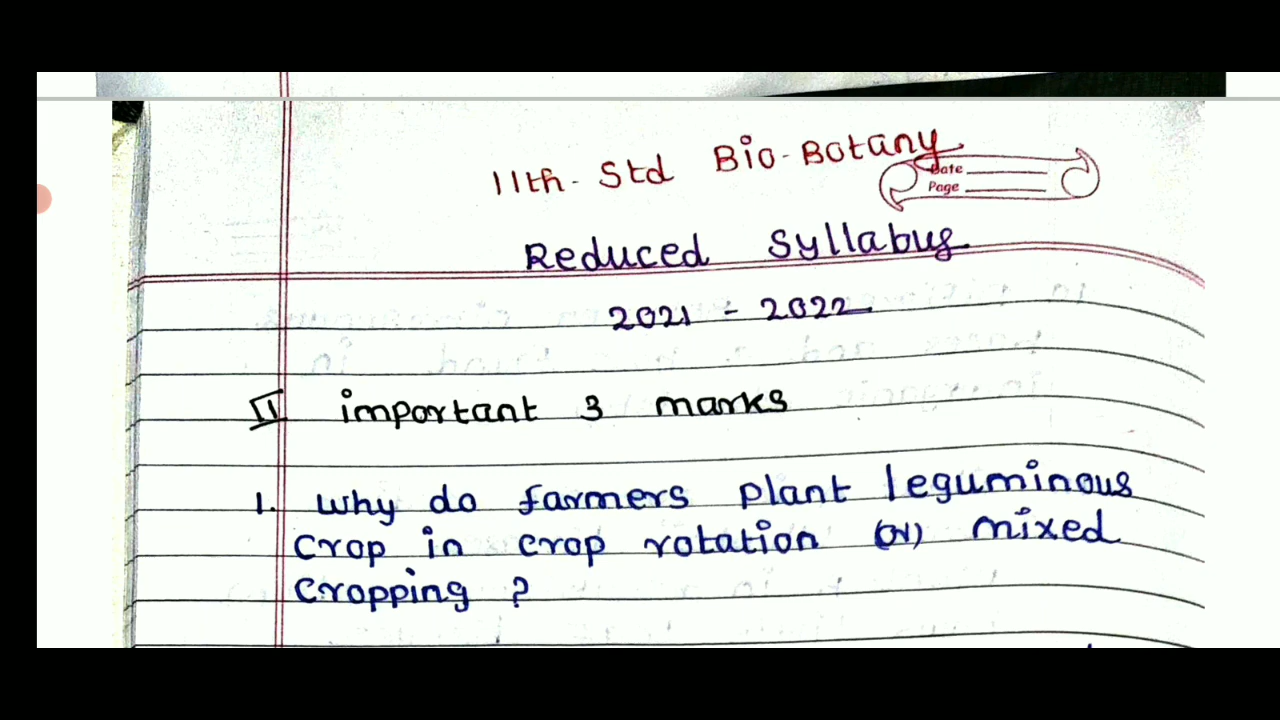 11th- Std Bio-Botany
Date
Page
Reduced Syllabus
2021 - 2022
II important 3 marks
1. Why do farmers plant leguminous
crop in crop rotation (or) mixed
cropping ?